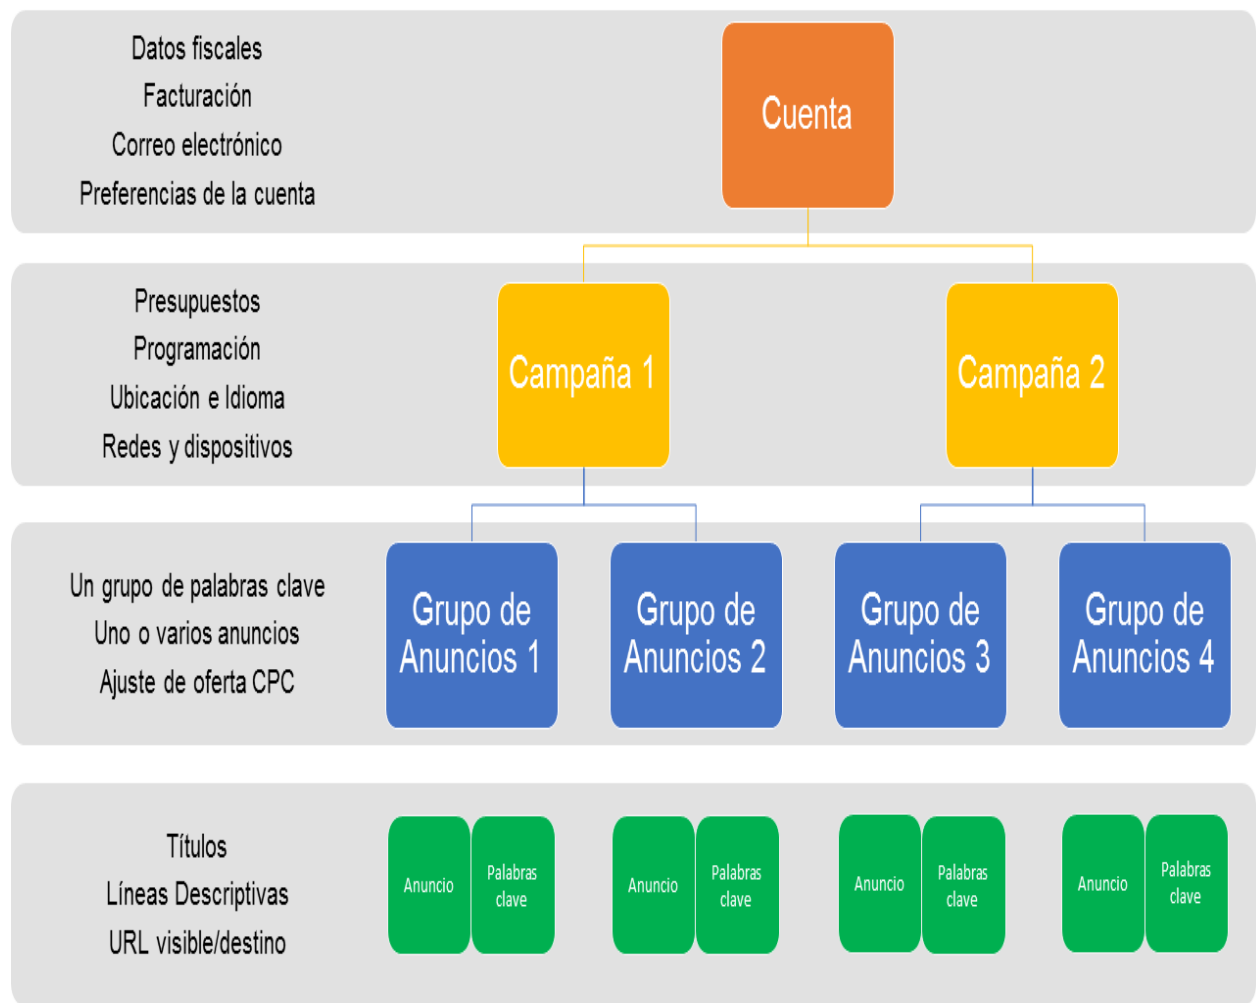 Datos fiscales
Facturación
Correo electrónico
Preferencias de la cuenta
Cuenta
Presupuestos
Programación
Ubicación e Idioma
Redes y dispositivos
Campaña 1
Campaña 2
Un grupo de palabras clave
Uno o varios anuncios
Ajuste de oferta CPC
Grupo de
Anuncios 1
Grupo de
Anuncios 2
Grupo de
Anuncios 3
Grupo de
Anuncios 4
Títulos
Líneas Descriptivas
URL visible/destino
Anuncio
Palabras
clave
Anuncio
Palabras
clave
Anuncio
Palabras
clave
Anuncio
Palabras
clave